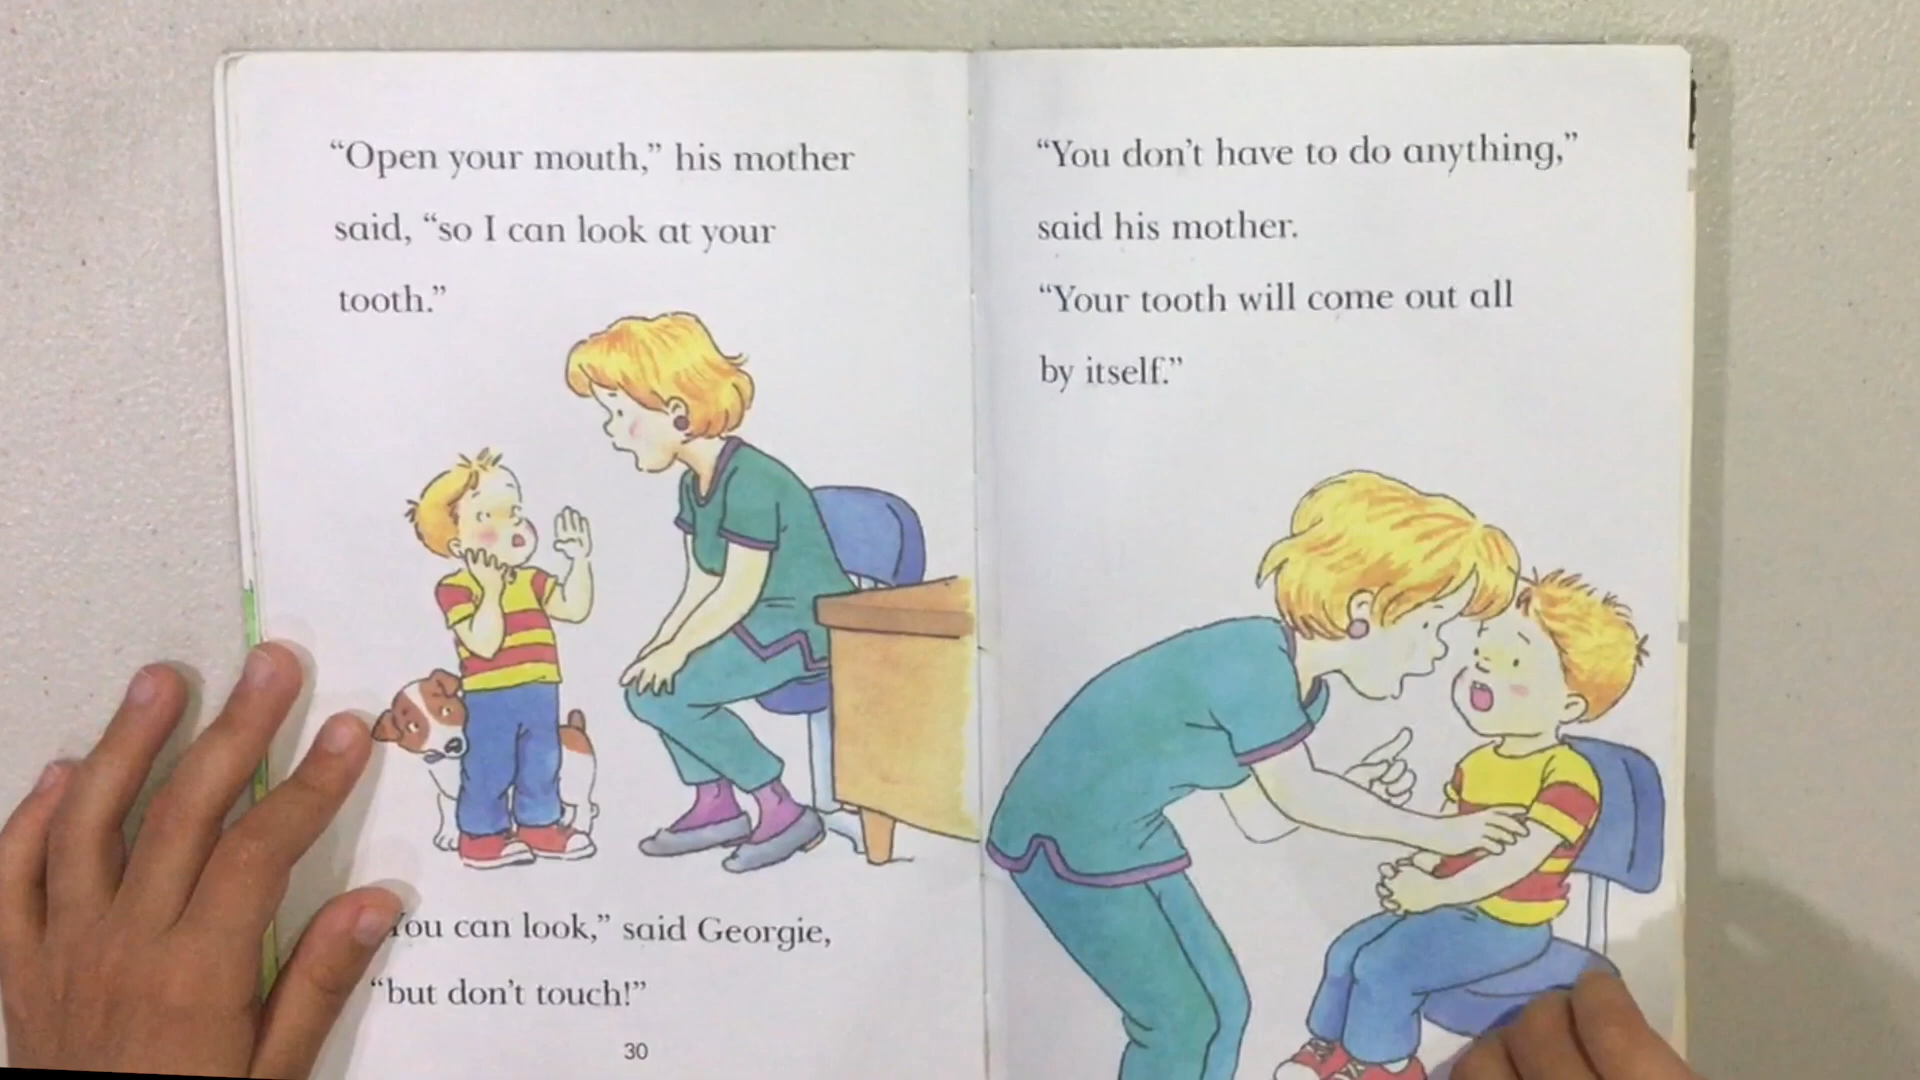 “Open your mouth,” his mother
said, “so I can look at your
tooth.”
You can look,” said Georgie,
“but don’t touch!”
30
“You don’t have to do anything,”
said his mother.
“Your tooth will come out all
by itself.”